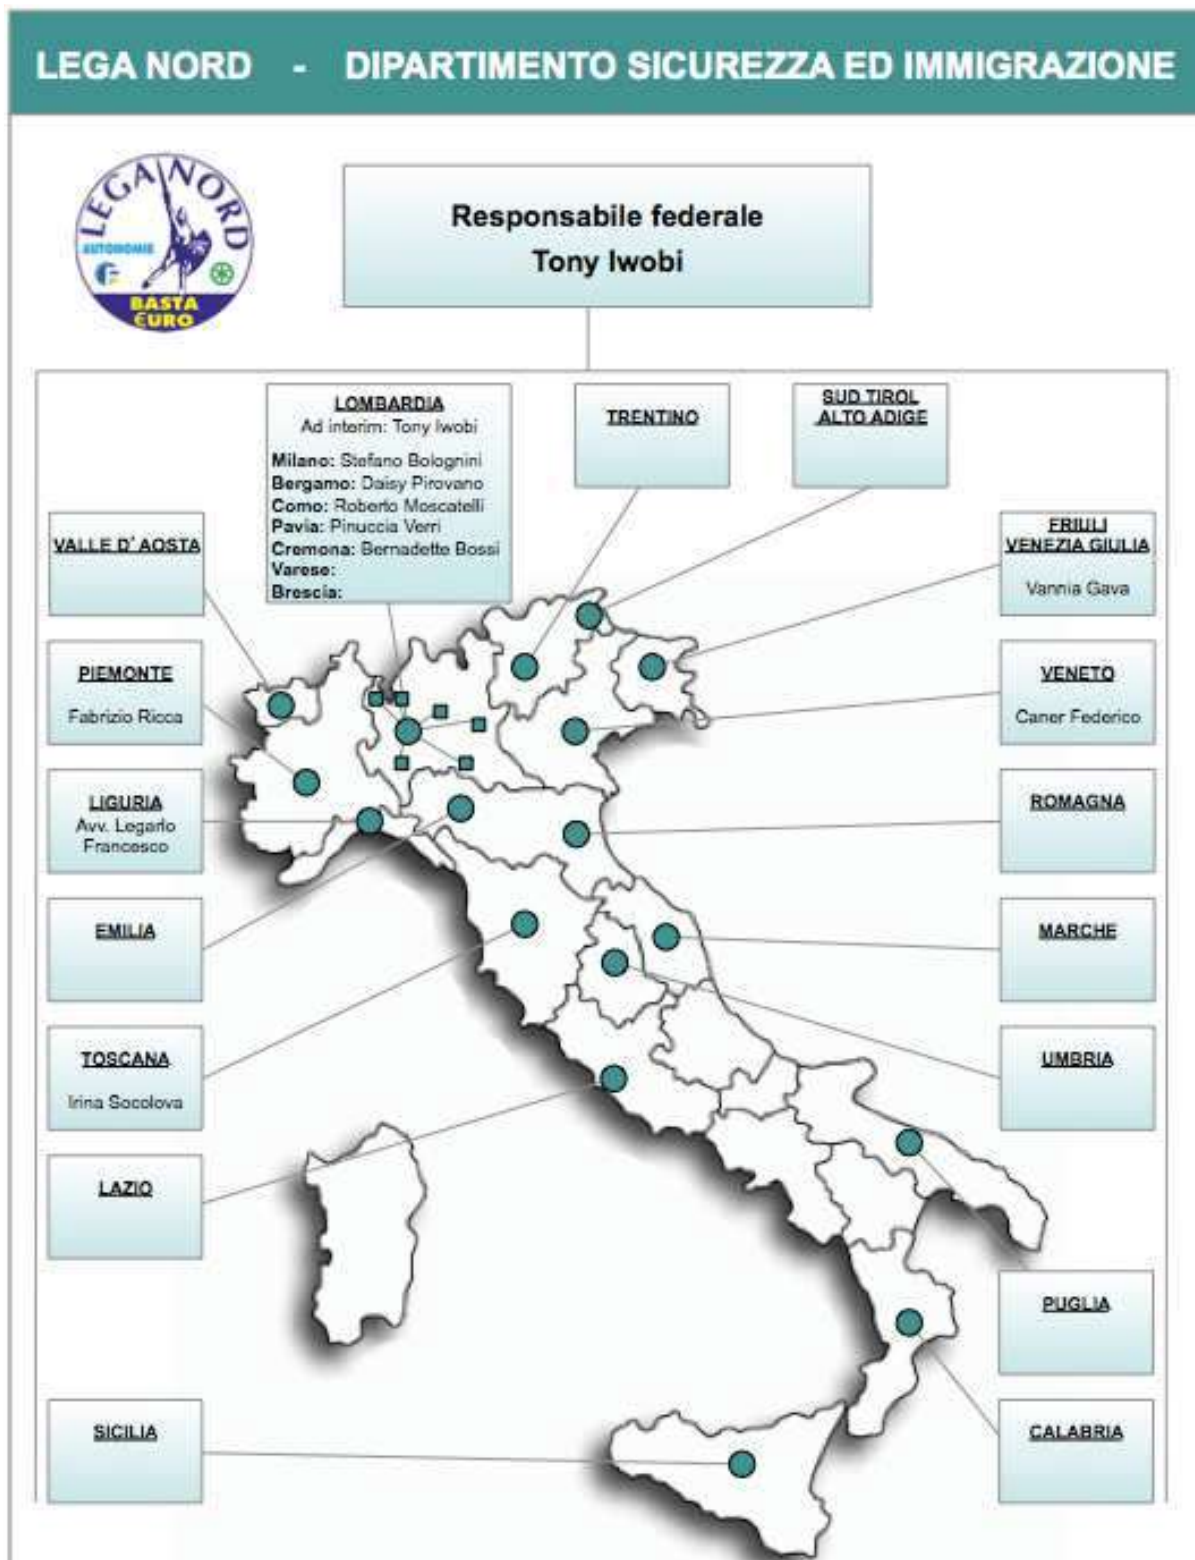 LEGA NORD - DIPARTIMENTO SICUREZZA ED IMMIGRAZIONE
LEGA NORD
AUTONOMIE
BASTA
€URO
Responsabile federale
Tony Iwobi
LOMBARDIA
Ad interim: Tony Iwobi
Milano: Stefano Bolognini
Bergamo: Daisy Pirovano
Como: Roberto Moscatelli
Pavia: Pinuccia Verri
Cremona: Bernadette Bossi
Varese:
Brescia:
TRENTINO
SUD TIROL
ALTO ADIGE
VALLE D'AOSTA
FRIULI
VENEZIA GIULIA
Vannia Gava
PIEMONTE
Fabrizio Ricca
VENETO
Caner Federico
LIGURIA
Avv. Legarlo
Francesco
ROMAGNA
EMILIA
MARCHE
TOSCANA
Irina Socolova
UMBRIA
LAZIO
PUGLIA
SICILIA
CALABRIA